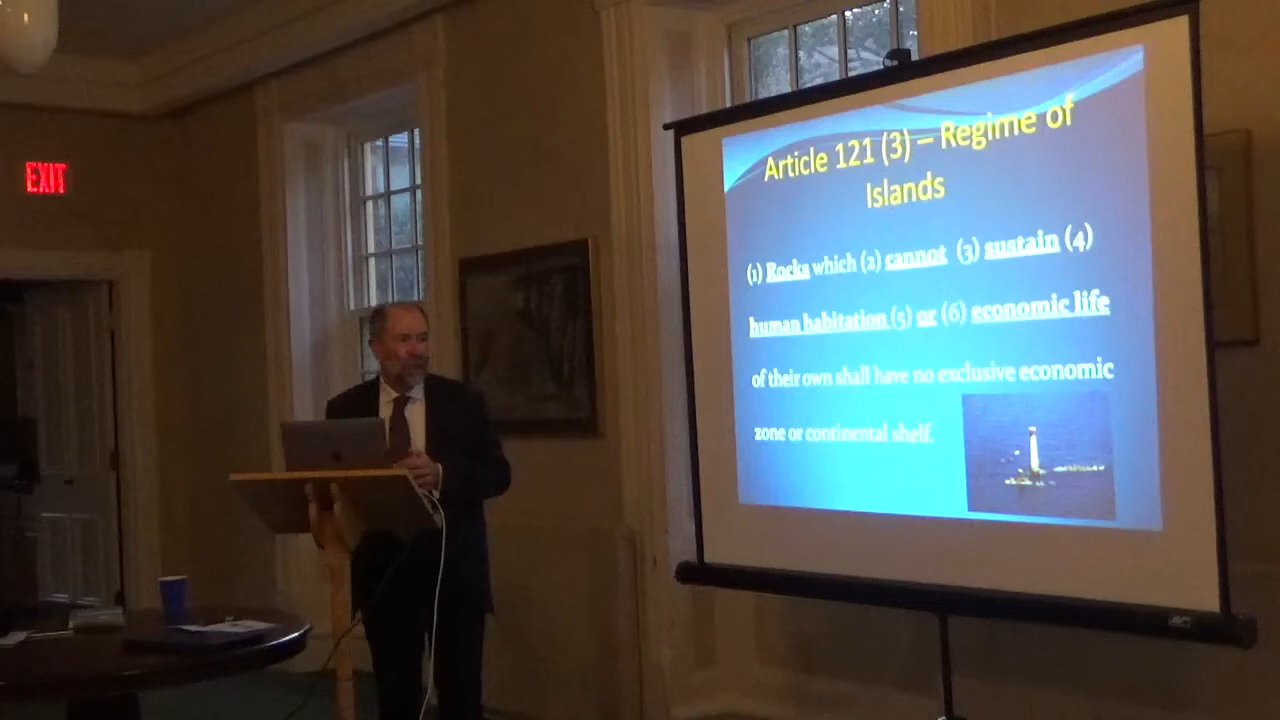 EXIT
Article 121 (3) – Regime of
Islands
(1) Rocks which (2) cannot (3) sustain (4)
human habitation (5) or (6) economic life
of their own shall have no exclusive economic
zone or continental shelf.